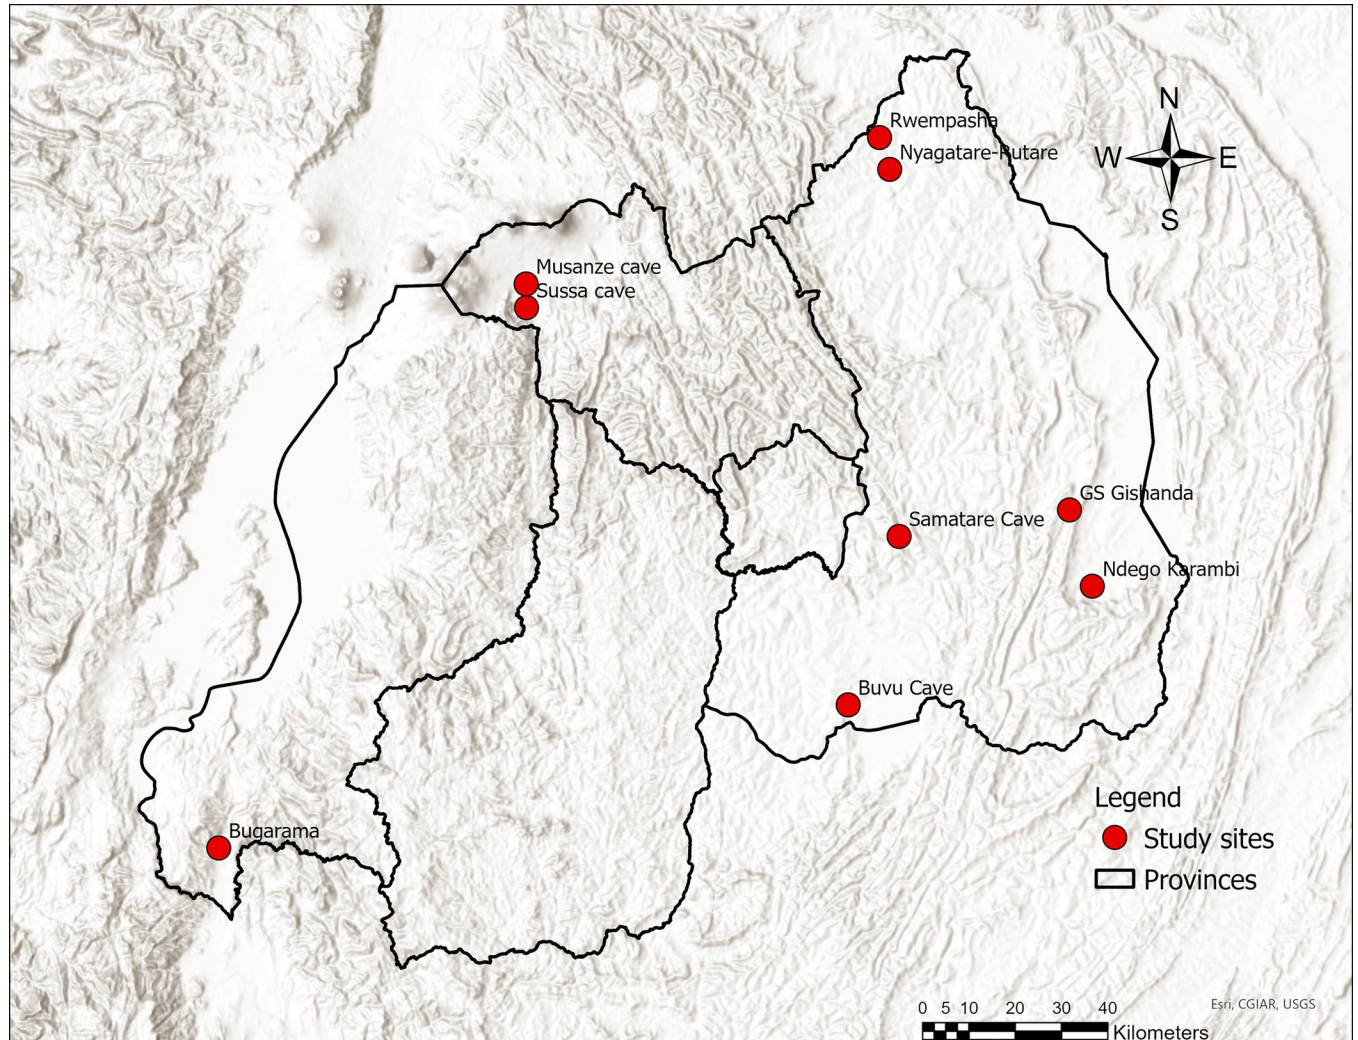 N
W E
S
Rwempasha
Nyagatare-Rutare
Musanze cave
Sussa cave
GS Gishanda
Samatare Cave
Ndego Karambi
Buvu Cave
Bugarama
Legend
Study sites
Provinces
0 5 10 20 30 40
Kilometers
Esri, CGIAR, USGS